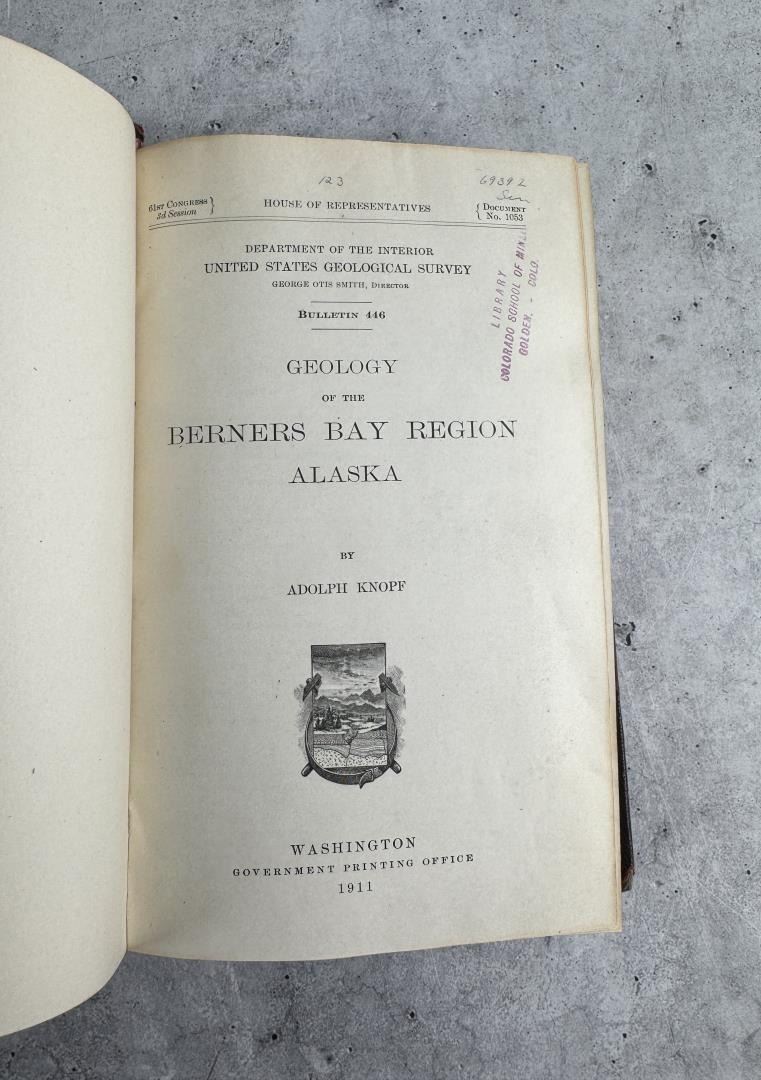 123
69392
61st Congress
3d Session
HOUSE OF REPRESENTATIVES
Document
No. 1053
DEPARTMENT OF THE INTERIOR
UNITED STATES GEOLOGICAL SURVEY
GEORGE OTIS SMITH, Director
Bulletin 446
GEOLOGY
OF THE
BERNERS BAY REGION
ALASKA
BY
ADOLPH KNOPF
WASHINGTON
GOVERNMENT PRINTING OFFICE
1911
LIBRARY
COLORADO SCHOOL OF MINES
GOLDEN. - COLO.